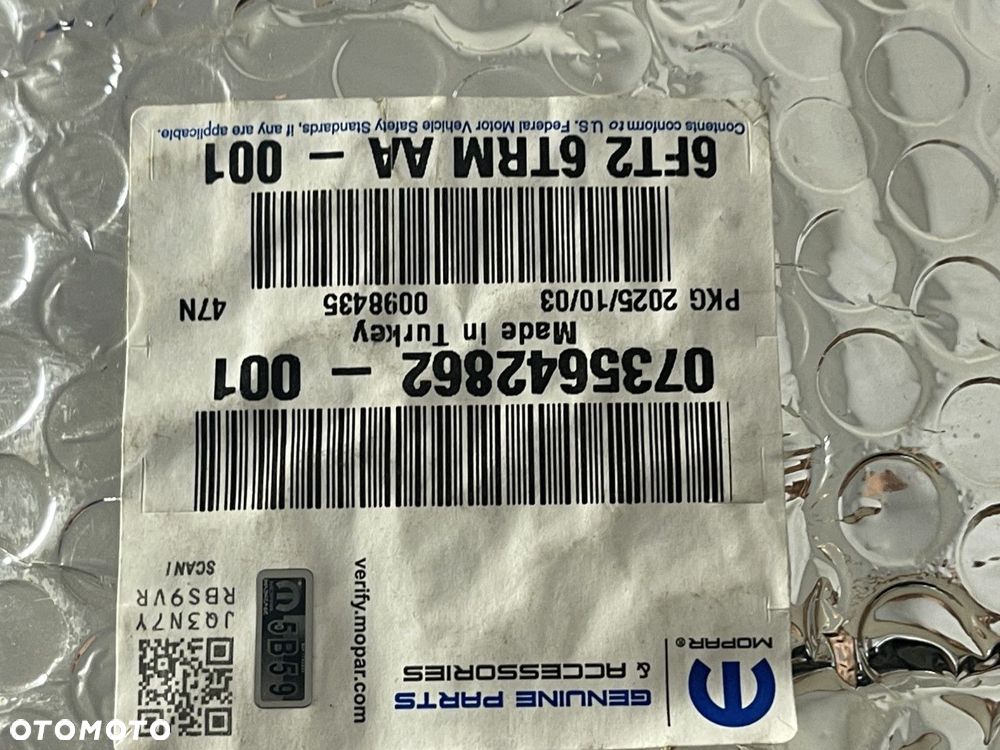 MOPAR®
GENUINE PARTS
& ACCESSORIES
verify.mopar.com
5B59
JQ3N7Y
RBS9VR
SCAN!
0735642862 – 001
Made in Turkey
PKG 2025/10/03 0098435 47N
6FT2 6TRM AA – 001
Contents conform to U.S. Federal Motor Vehicle Safety Standards, if any are applicable.
OTOMOTO